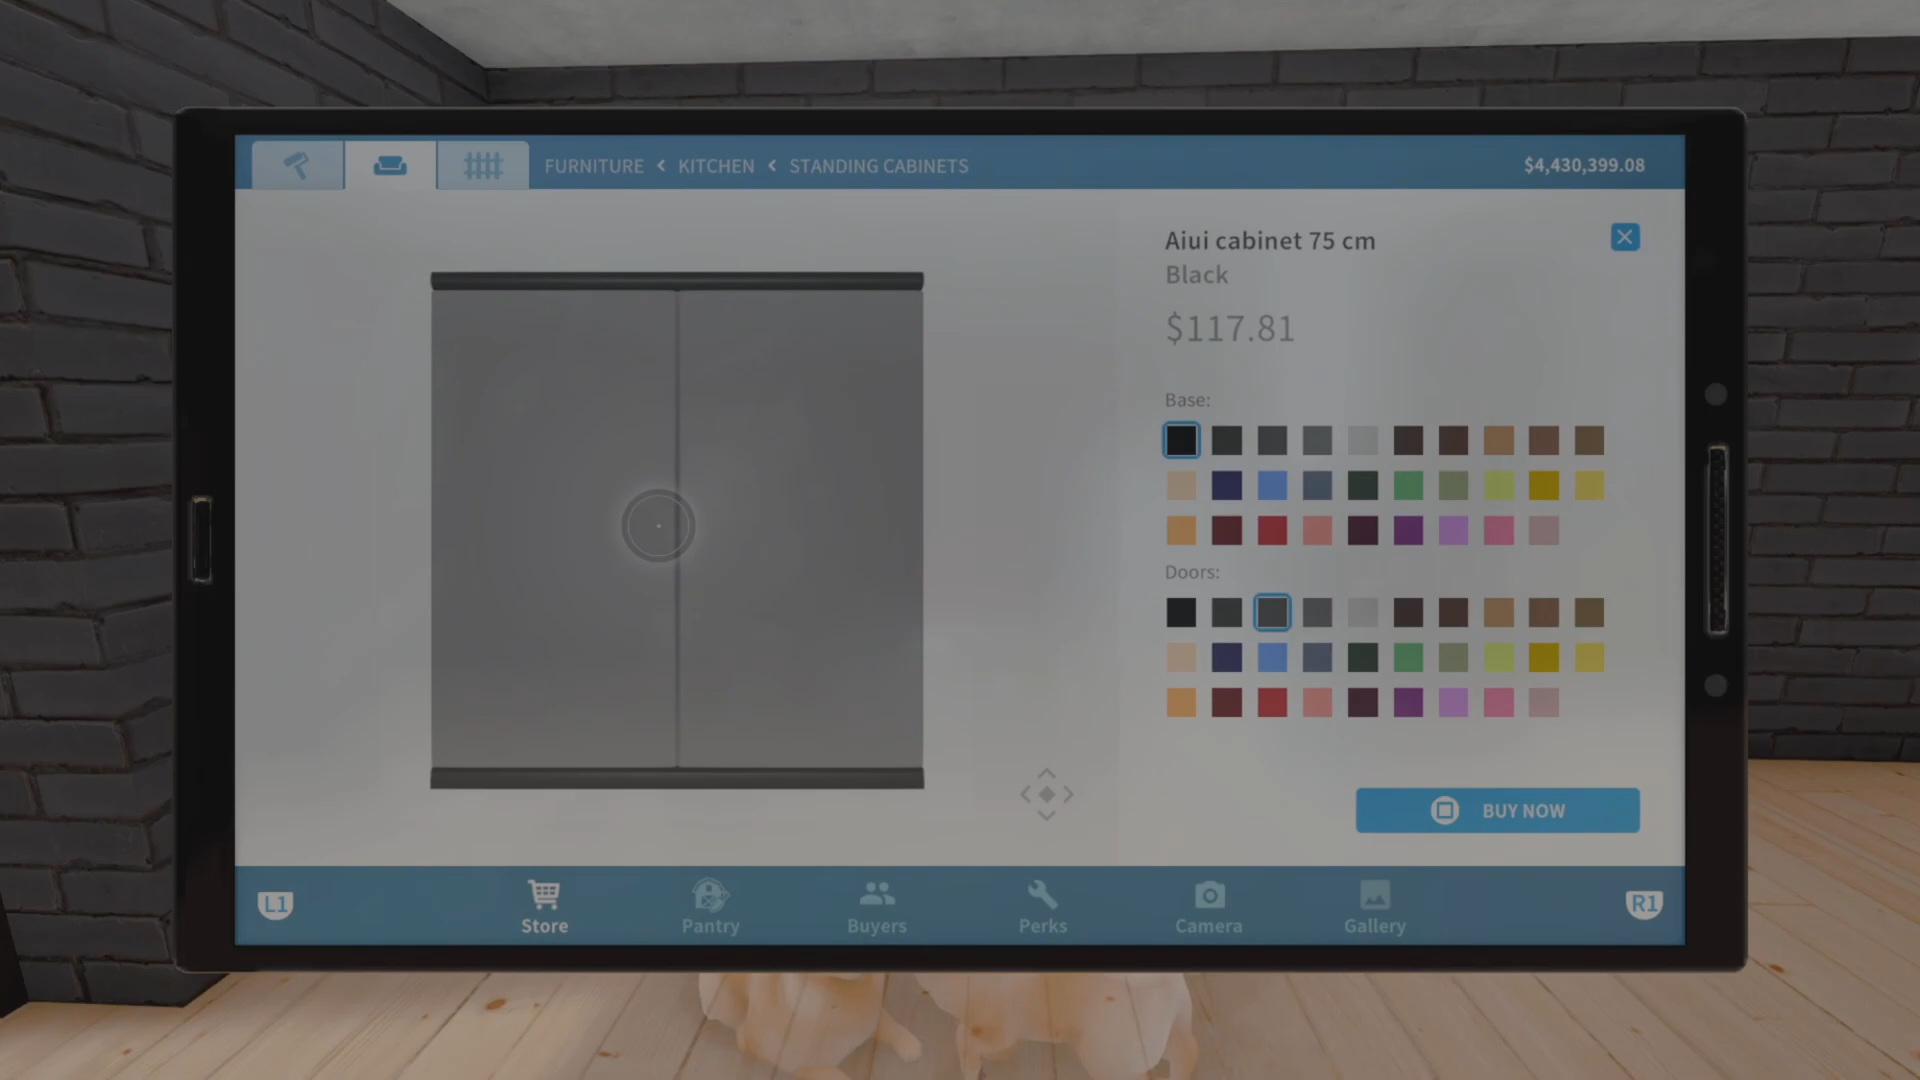 FURNITURE < KITCHEN < STANDING CABINETS
$4,430,399.08
Aiui cabinet 75 cm
Black
$117.81
Base:
Doors:
BUY NOW
L1
Store
Pantry
Buyers
Perks
Camera
Gallery
R1